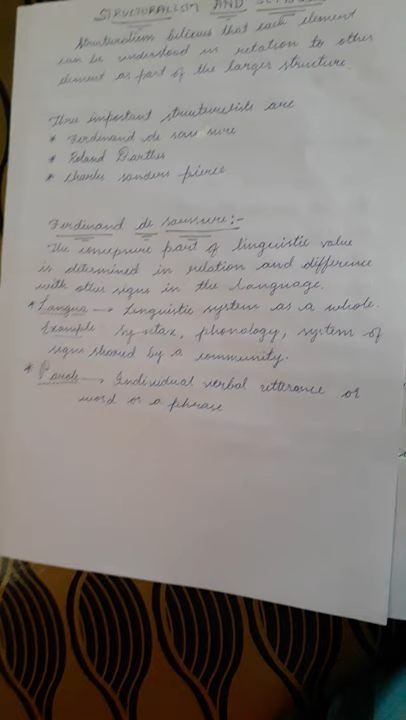 STRUCTURALISM AND
Structuralism believes that each element
can be understood in relation to other
element as part of the larger structure.
Three important structuralists are
* Ferdinand de saussure
* Roland Barthes
* Charles sanders pierce
Ferdinand de saussure:-
The part of linguistic value
is determined in relation and difference
with other signs in the language.
* Langua → Linguistic system as a whole.
Example syntax, phonology, system of
signs shared by a community.
* Parole → Individual verbal utterance or
word or a phrase